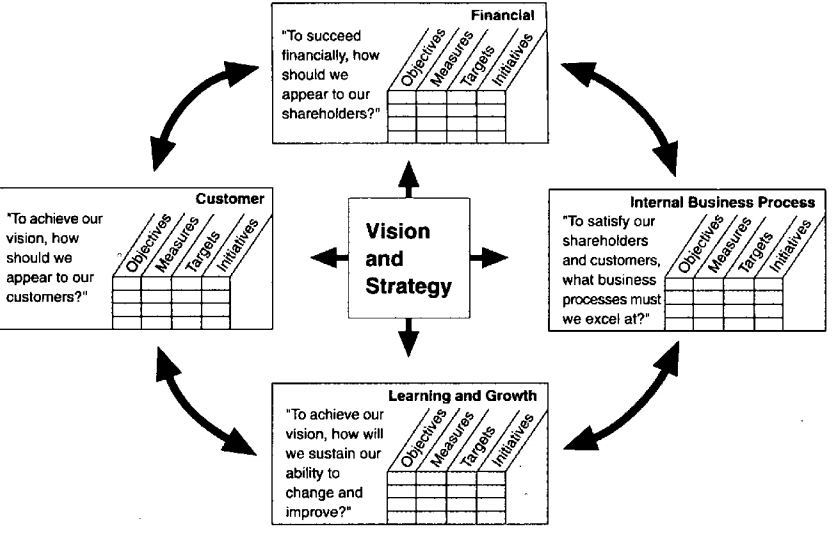 Financial
"To succeed
financially, how
should we
appear to our
shareholders?"
Objectives
Measures
Targets
Initiatives
Customer
"To achieve our
vision, how
should we
appear to our
customers?"
Objectives
Measures
Targets
Initiatives
Vision
and
Strategy
Internal Business Process
"To satisfy our
shareholders
and customers,
what business
processes must
we excel at?"
Objectives
Measures
Targets
Initiatives
Learning and Growth
"To achieve our
vision, how will
we sustain our
ability to
change and
improve?"
Objectives
Measures
Targets
Initiatives